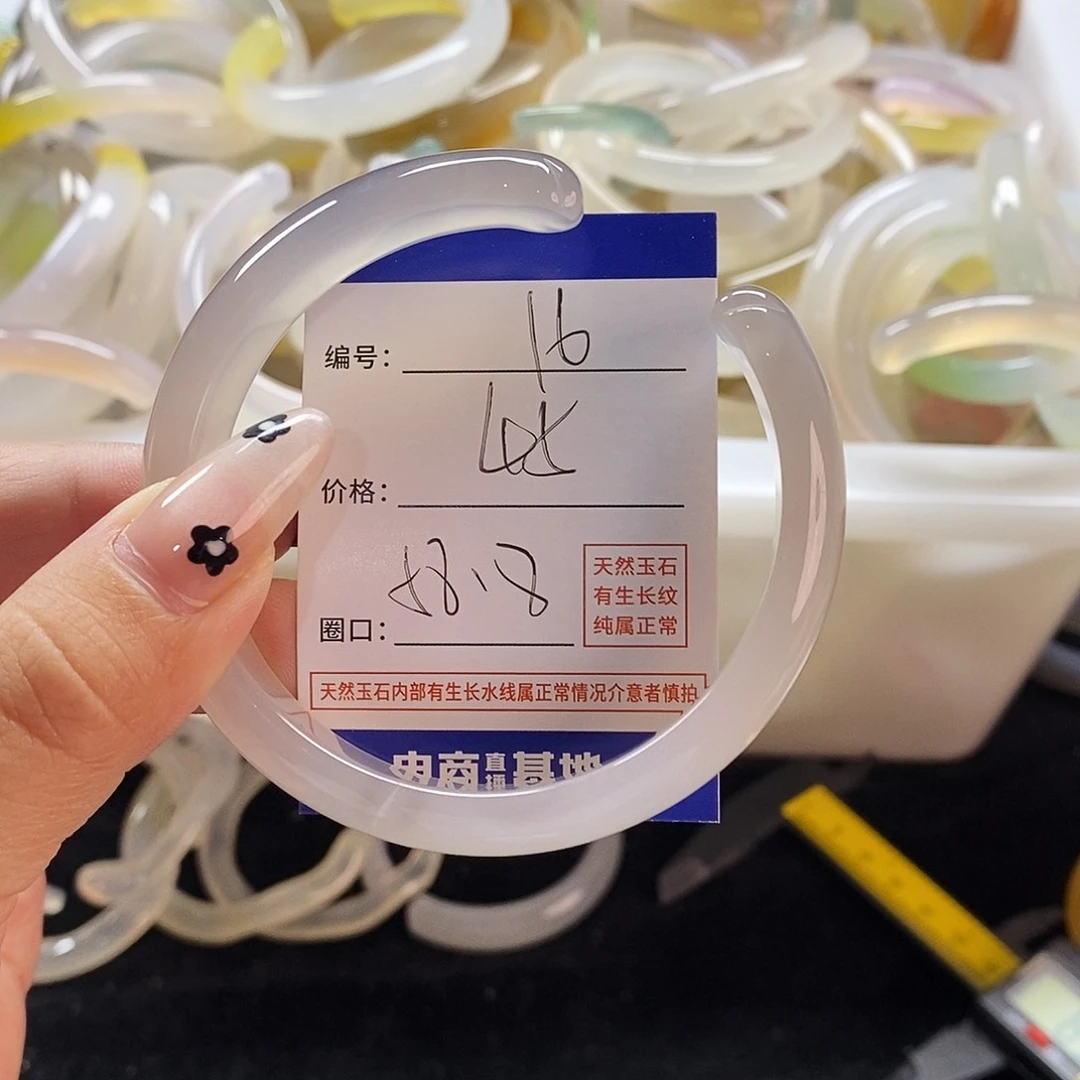 编号: 16
价格:
圈口: 58.8
天然玉石
有生长纹
纯属正常
天然玉石内部有生长水线属正常情况介意者慎拍
电商直播基地